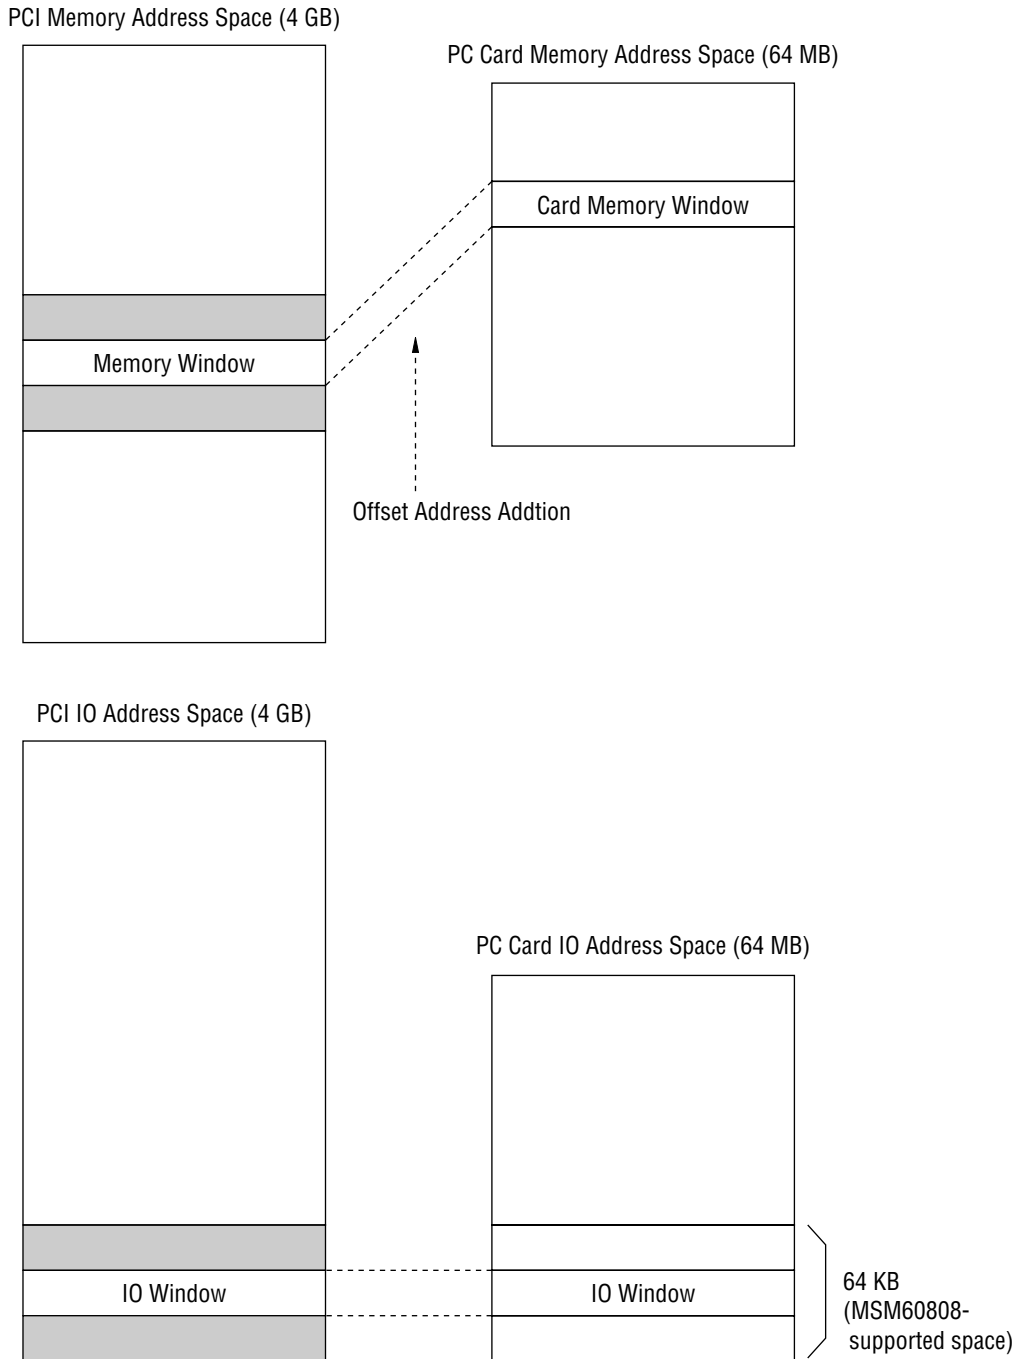 PCI Memory Address Space (4 GB)
PC Card Memory Address Space (64 MB)
Card Memory Window
Memory Window
Offset Address Addtion
PCI IO Address Space (4 GB)
PC Card IO Address Space (64 MB)
IO Window
IO Window
64 KB
(MSM60808-
supported space)